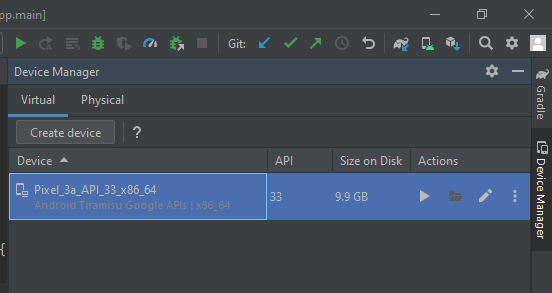 pp.main]
Git:
Device Manager
Virtual Physical
Create device ?
Device API Size on Disk Actions
Pixel_3a_API_33_x86_64 33 9.9 GB
Android Tiramisu Google APIs | x86_64
{
Gradle
Device Manager